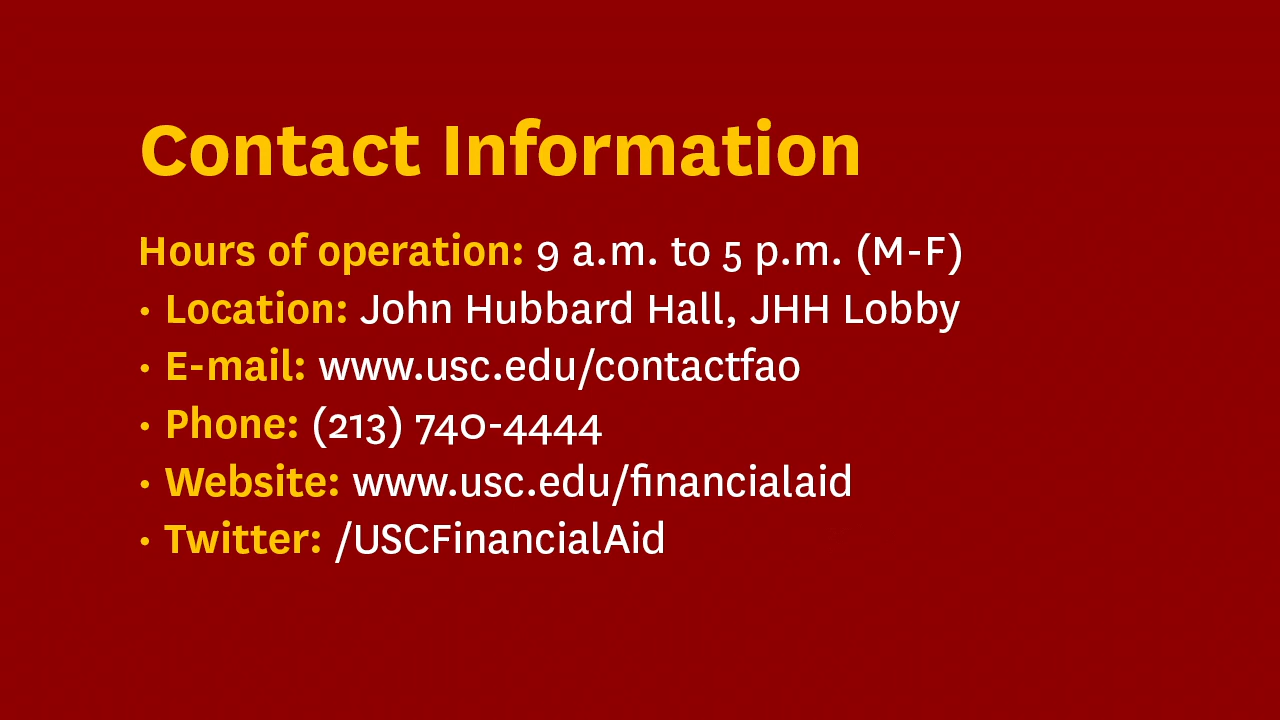 Contact Information
Hours of operation: 9 a.m. to 5 p.m. (M-F)
• Location: John Hubbard Hall, JHH Lobby
• E-mail: www.usc.edu/contactfao
• Phone: (213) 740-4444
• Website: www.usc.edu/financialaid
• Twitter: /USCFinancialAid